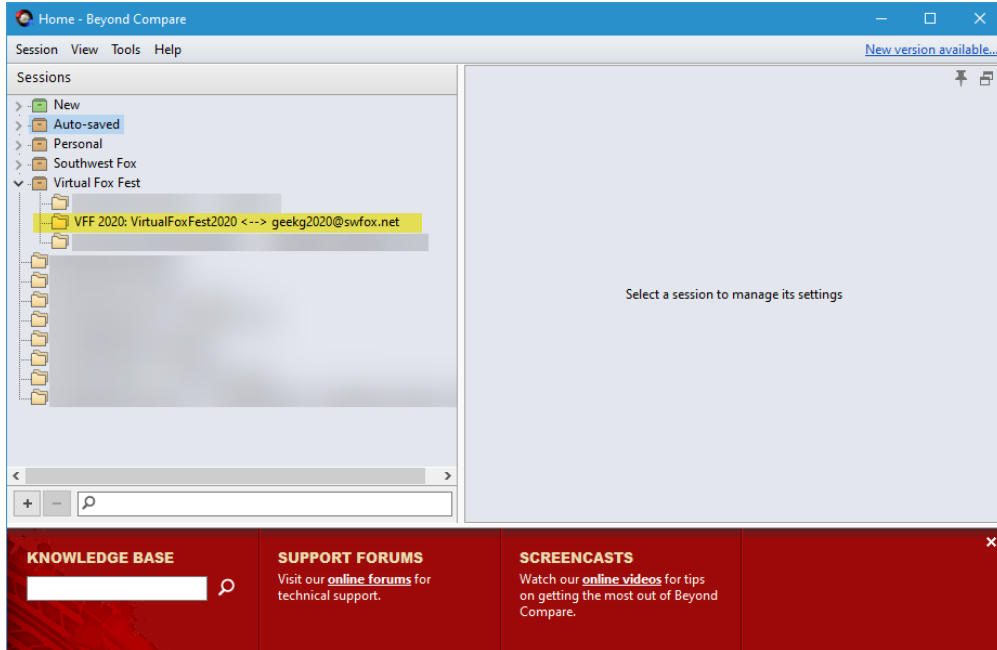 Home - Beyond Compare
Session View Tools Help New version available...
Sessions
New
Auto-saved
Personal
Southwest Fox
Virtual Fox Fest
VFF 2020: VirtualFoxFest2020 <--> geekg2020@swfox.net
Select a session to manage its settings
KNOWLEDGE BASE
SUPPORT FORUMS
Visit our online forums for
technical support.
SCREENCASTS
Watch our online videos for tips
on getting the most out of Beyond
Compare.